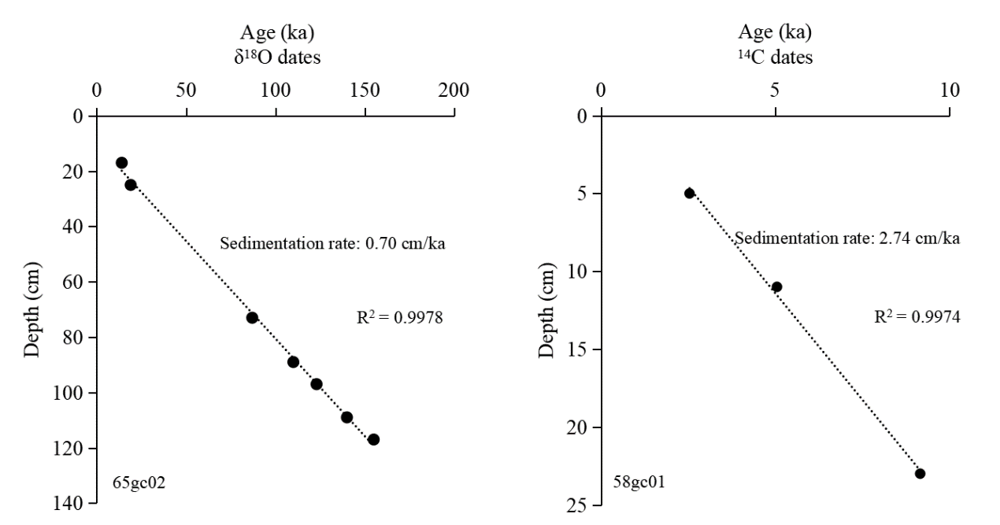 Age (ka)
δ¹⁸O dates
0 50 100 150 200
0
20
40
60
80
100
120
140
Depth (cm)
Sedimentation rate: 0.70 cm/ka
R² = 0.9978
65gc02
Age (ka)
¹⁴C dates
0 5 10
0
5
10
15
20
25
Depth (cm)
Sedimentation rate: 2.74 cm/ka
R² = 0.9974
58gc01